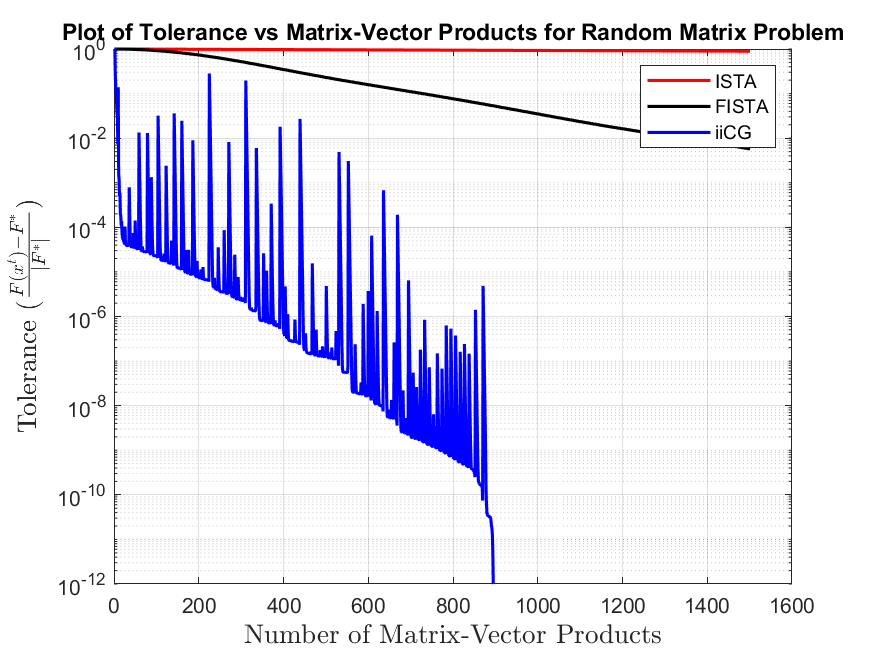 Plot of Tolerance vs Matrix-Vector Products for Random Matrix Problem
10^0
10^-2
10^-4
10^-6
10^-8
10^-10
10^-12
Tolerance (\frac{F(x^t)-F^*}{|F^*|})
ISTA
FISTA
iiCG
0 200 400 600 800 1000 1200 1400 1600
Number of Matrix-Vector Products